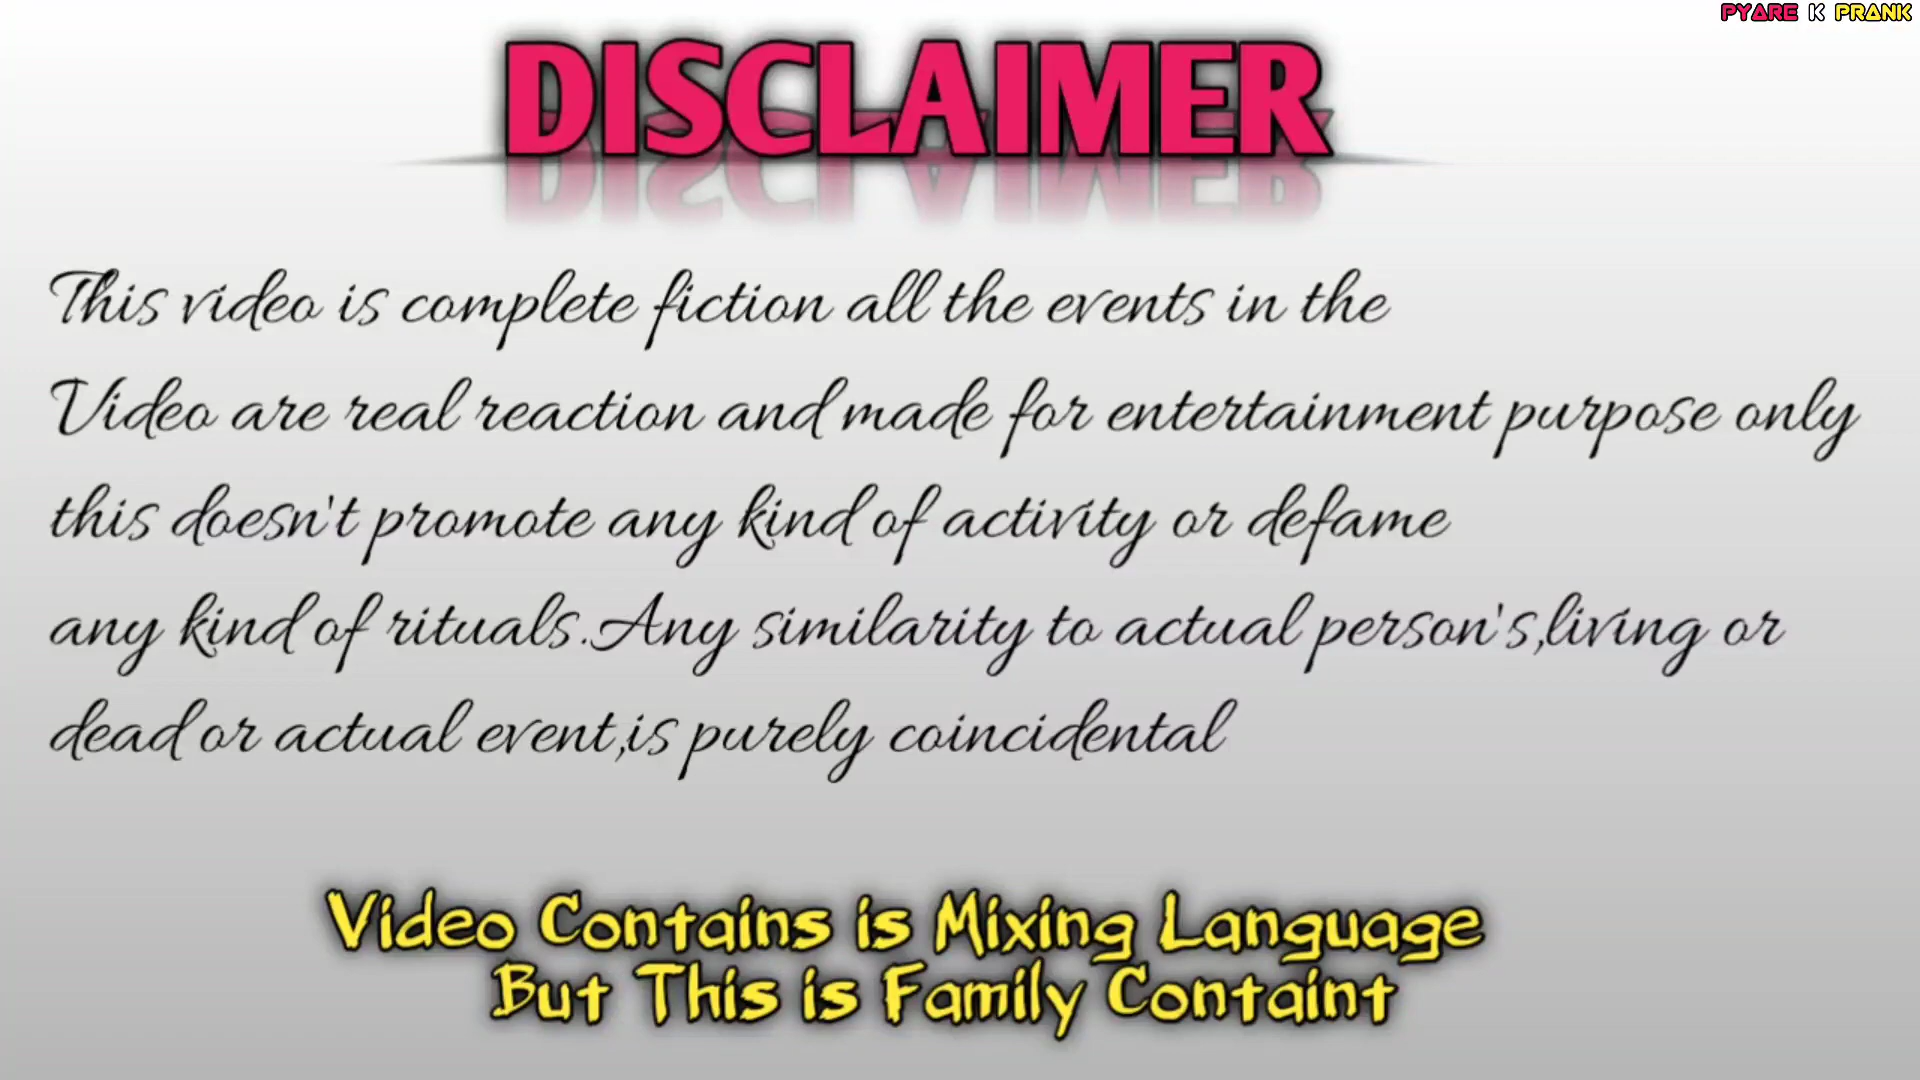 PYARE K PRANK
DISCLAIMER
This video is complete fiction all the events in the
Video are real reaction and made for entertainment purpose only
this doesn't promote any kind of activity or defame
any kind of rituals.Any similarity to actual person's,living or
dead or actual event,is purely coincidental
Video Contains is Mixing Language
But This is Family Containt